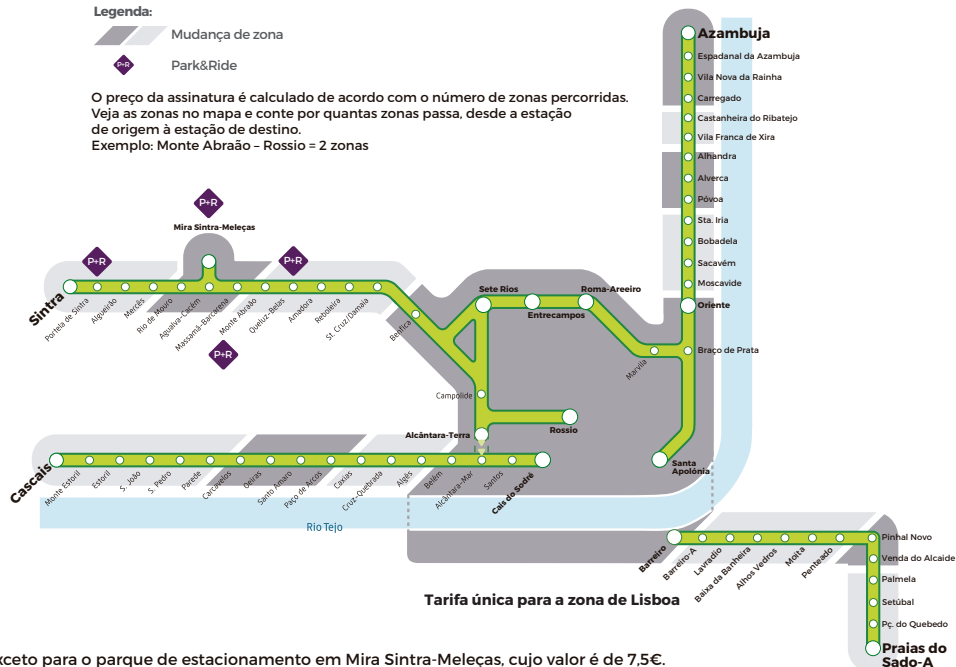 Legenda:
Mudança de zona
P+R
Park&Ride
O preço da assinatura é calculado de acordo com o número de zonas percorridas.
Veja as zonas no mapa e conte por quantas zonas passa, desde a estação
de origem à estação de destino.
Exemplo: Monte Abraão – Rossio = 2 zonas
Azambuja
Espadanal da Azambuja
Vila Nova da Rainha
Carregado
Castanheira do Ribatejo
Vila Franca de Xira
Alhandra
Alverca
Póvoa
Sta. Iria
Bobadela
Sacavém
Moscavide
Oriente
Braço de Prata
Santa
Apolónia
P+R
Mira Sintra-Meleças
P+R
P+R
P+R
Sintra
Portela de Sintra
Algueirão
Mercês
Rio de Mouro
Agualva-Cacém
Massamá-Barcarena
Monte Abraão
Queluz-Belas
Amadora
Reboleira
St. Cruz/Damaia
Benfica
Sete Rios
Entrecampos
Roma-Areeiro
Marvila
Campolide
Rossio
Alcântara-Terra
Cascais
Monte Estoril
Estoril
S. João
S. Pedro
Parede
Carcavelos
Oeiras
Santo Amaro
Paço de Arcos
Caxias
Cruz-Quebrada
Algés
Belém
Alcântara-Mar
Santos
Cais do Sodré
Rio Tejo
Barreiro
Barreiro-A
Lavradio
Baixa da Banheira
Alhos Vedros
Moita
Penteado
Pinhal Novo
Venda do Alcaide
Palmela
Setúbal
Pç. do Quebedo
Praias do
Sado-A
Tarifa única para a zona de Lisboa
xceto para o parque de estacionamento em Mira Sintra-Meleças, cujo valor é de 7,5€.